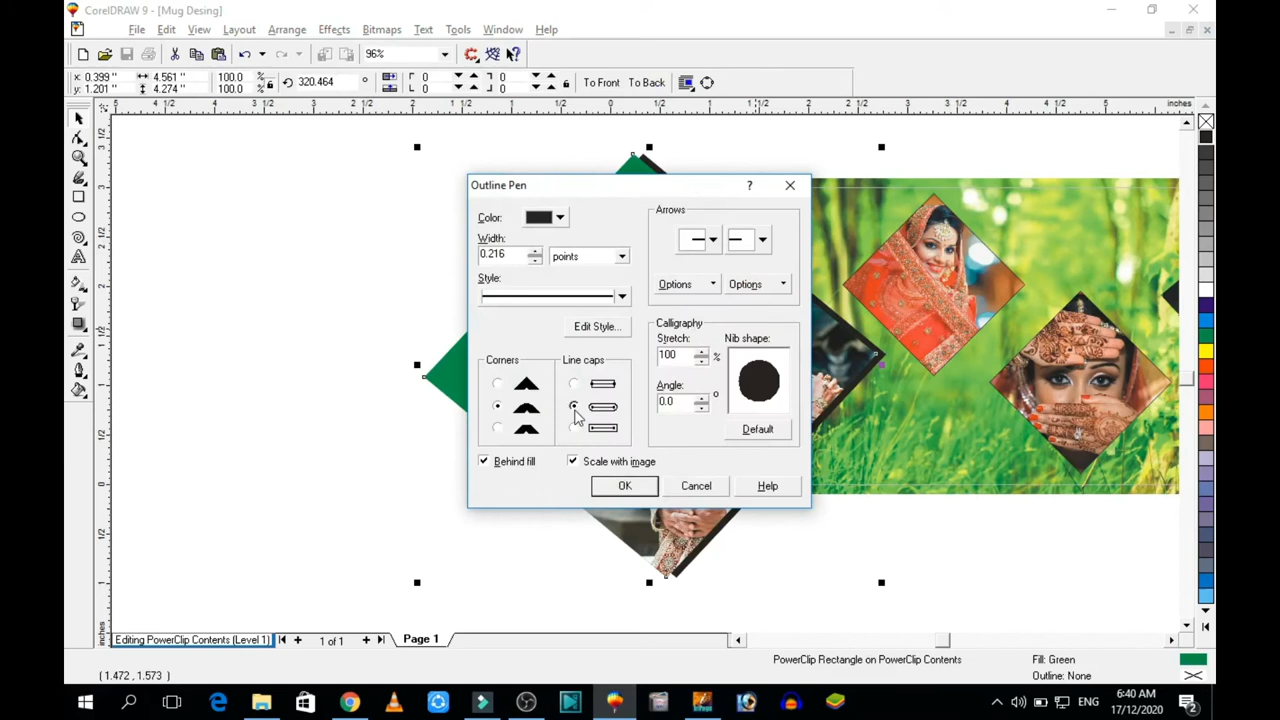 CorelDRAW 9 - [Mug Desing]
File Edit View Layout Arrange Effects Bitmaps Text Tools Window Help
96%
x: 0.399 " 4.561 " 100.0 % 320.464 ° 0 0 To Front To Back
y: 1.201 " 4.274 " 100.0 % 0 0
inches
Outline Pen
Color:
Arrows
Width:
0.216 points
Style:
Options Options
Edit Style...
Calligraphy
Stretch: Nib shape:
100 %
Corners Line caps
Angle:
0.0 °
Default
Behind fill Scale with image
OK Cancel Help
Editing PowerClip Contents (Level 1) 1 of 1 Page 1
PowerClip Rectangle on PowerClip Contents Fill: Green
( 1.472 , 1.573 ) Outline: None
ENG 6:40 AM
17/12/2020 2